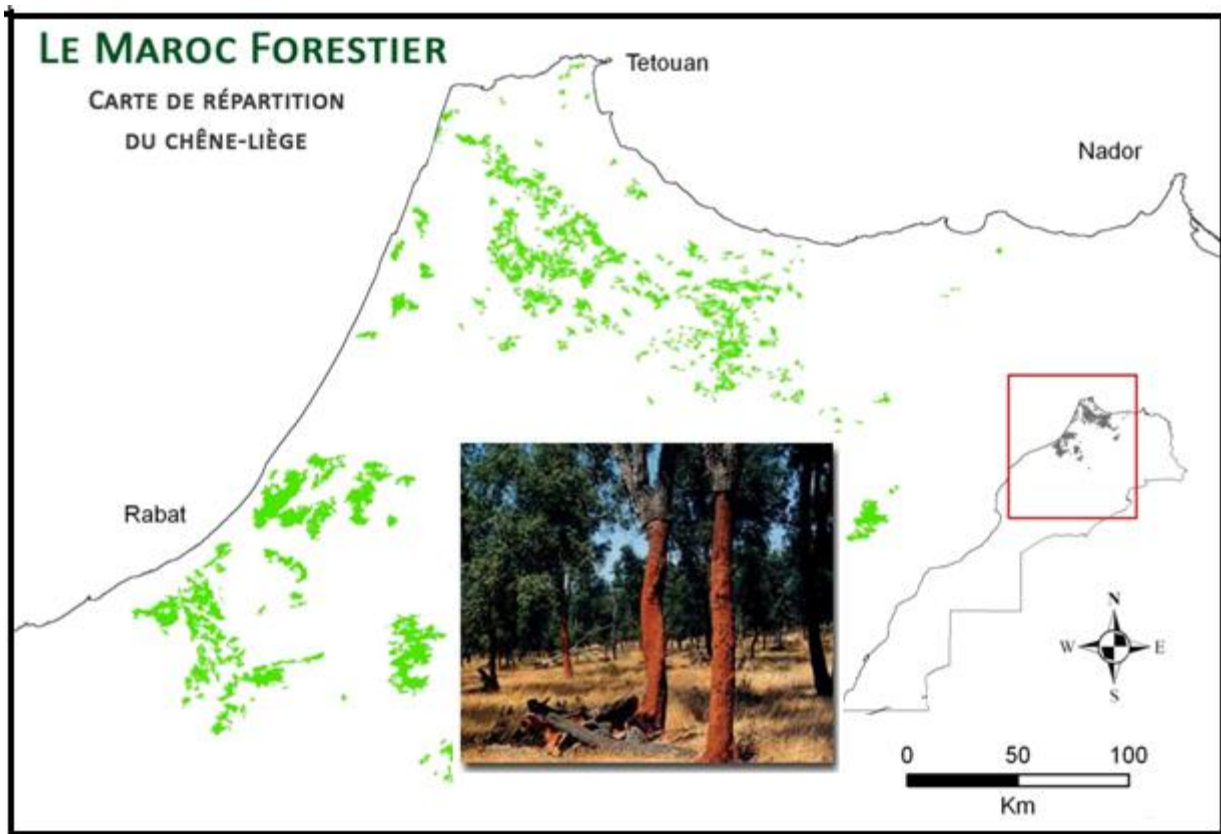 LE MAROC FORESTIER
CARTE DE RÉPARTITION
DU CHÊNE-LIÈGE
Tetouan
Nador
Rabat
N
W E
S
0 50 100
Km